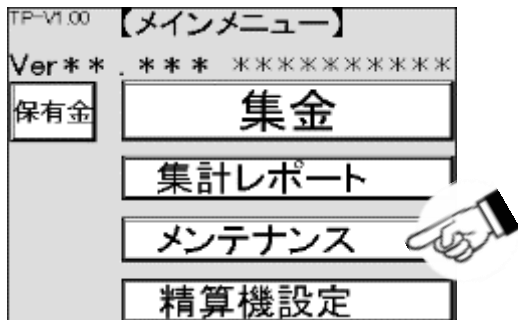 TP-V1.00 【メインメニュー】
Ver** . *** **********
保有金 集金
集計レポート
メンテナンス
精算機設定